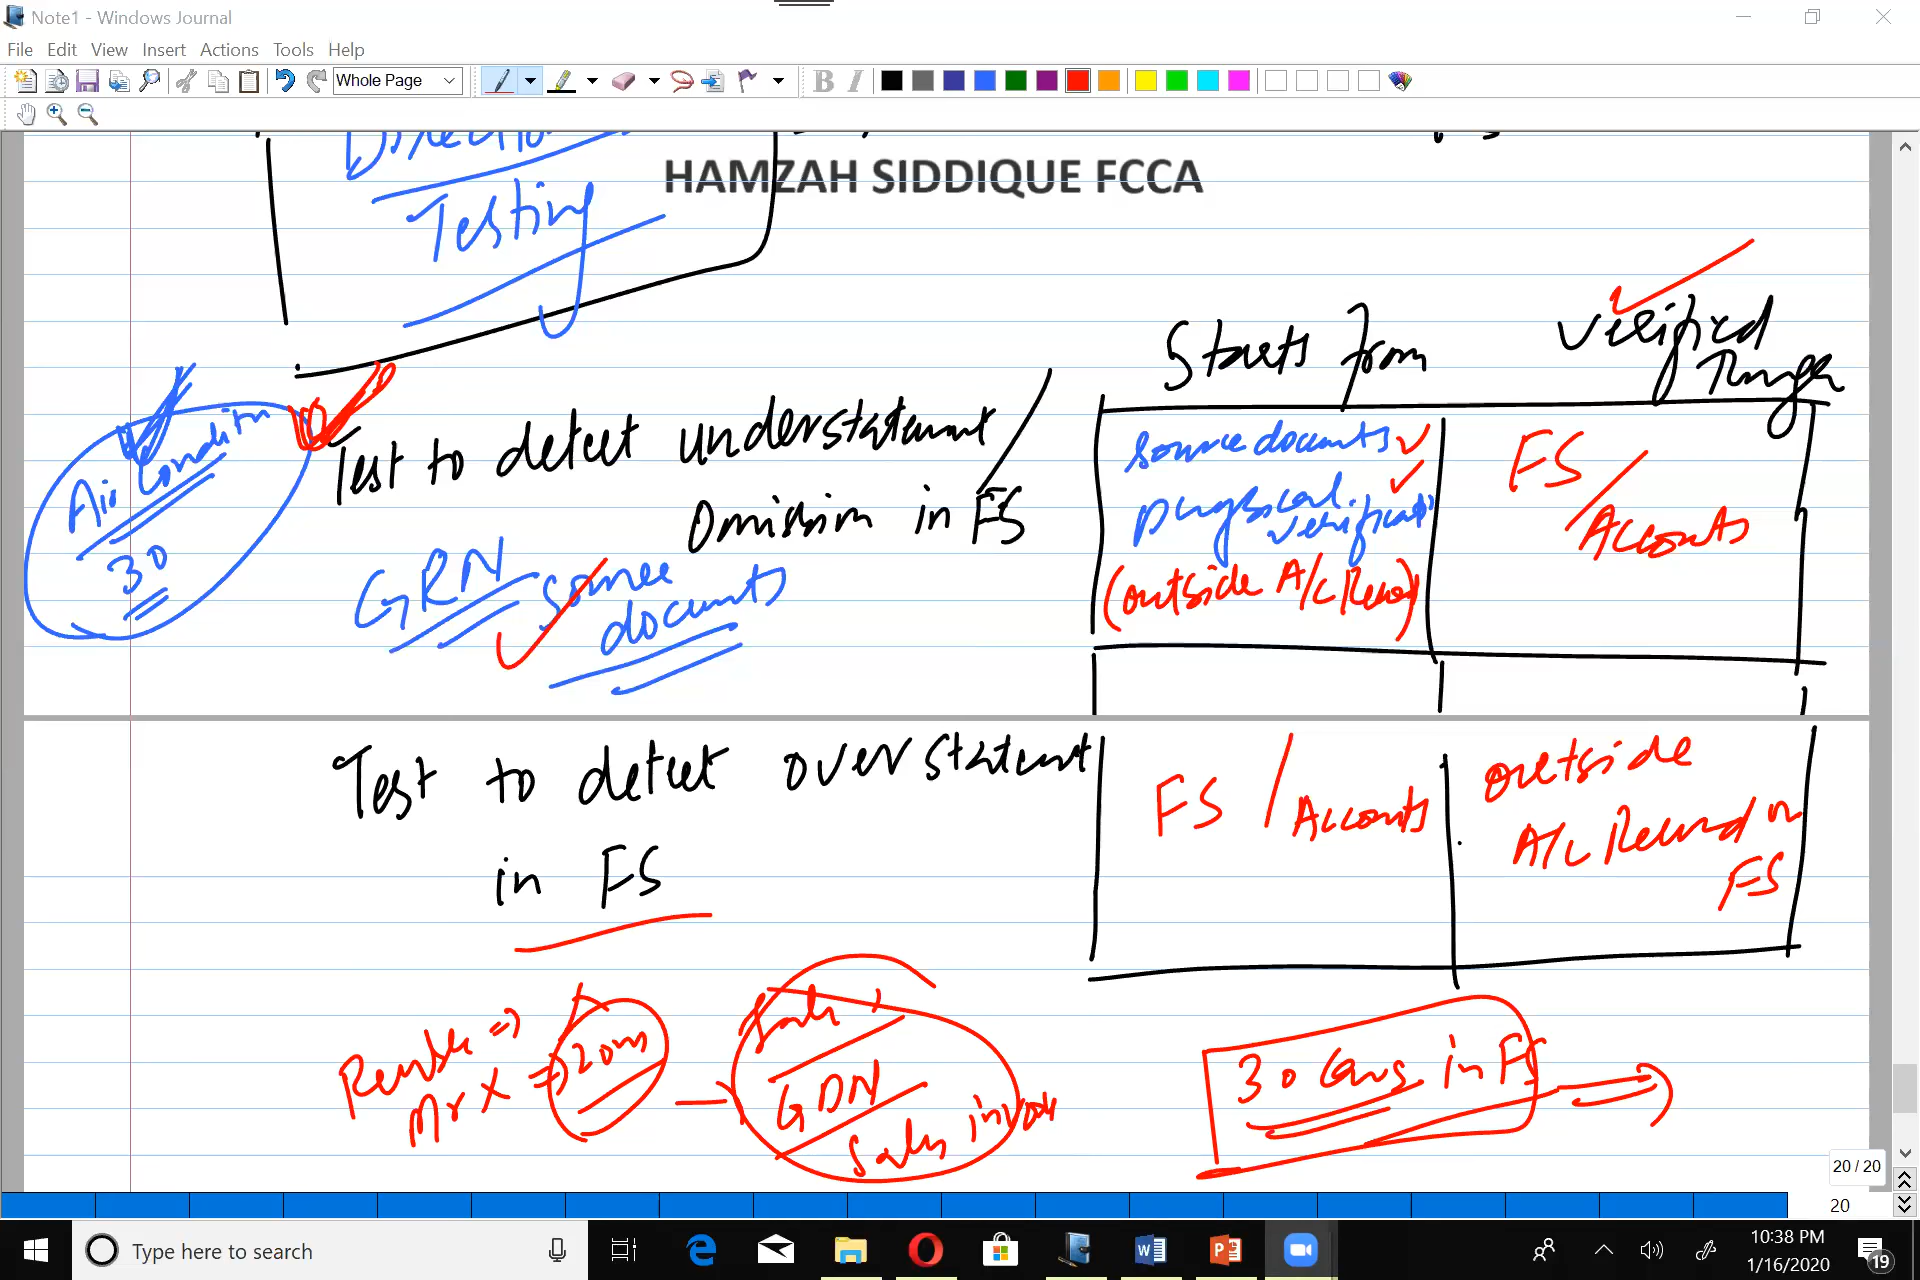 Note1 - Windows Journal
File Edit View Insert Actions Tools Help
Whole Page
B I
Testing
HAMZAH SIDDIQUE FCCA
Starts from
verified
Through
Air Condition
30
Test to detect understatement /
Omission in FS
GRN
source
documents
source documents
physical
verification
(outside A/c Record)
FS /
Accounts
Test to detect overstatement
in FS
FS / Accounts
outside
A/c Record or
FS
Mr X => 20m
GDN
Sales invoice
30 Cars in FS
20 / 20
20
Type here to search
10:38 PM
1/16/2020
19